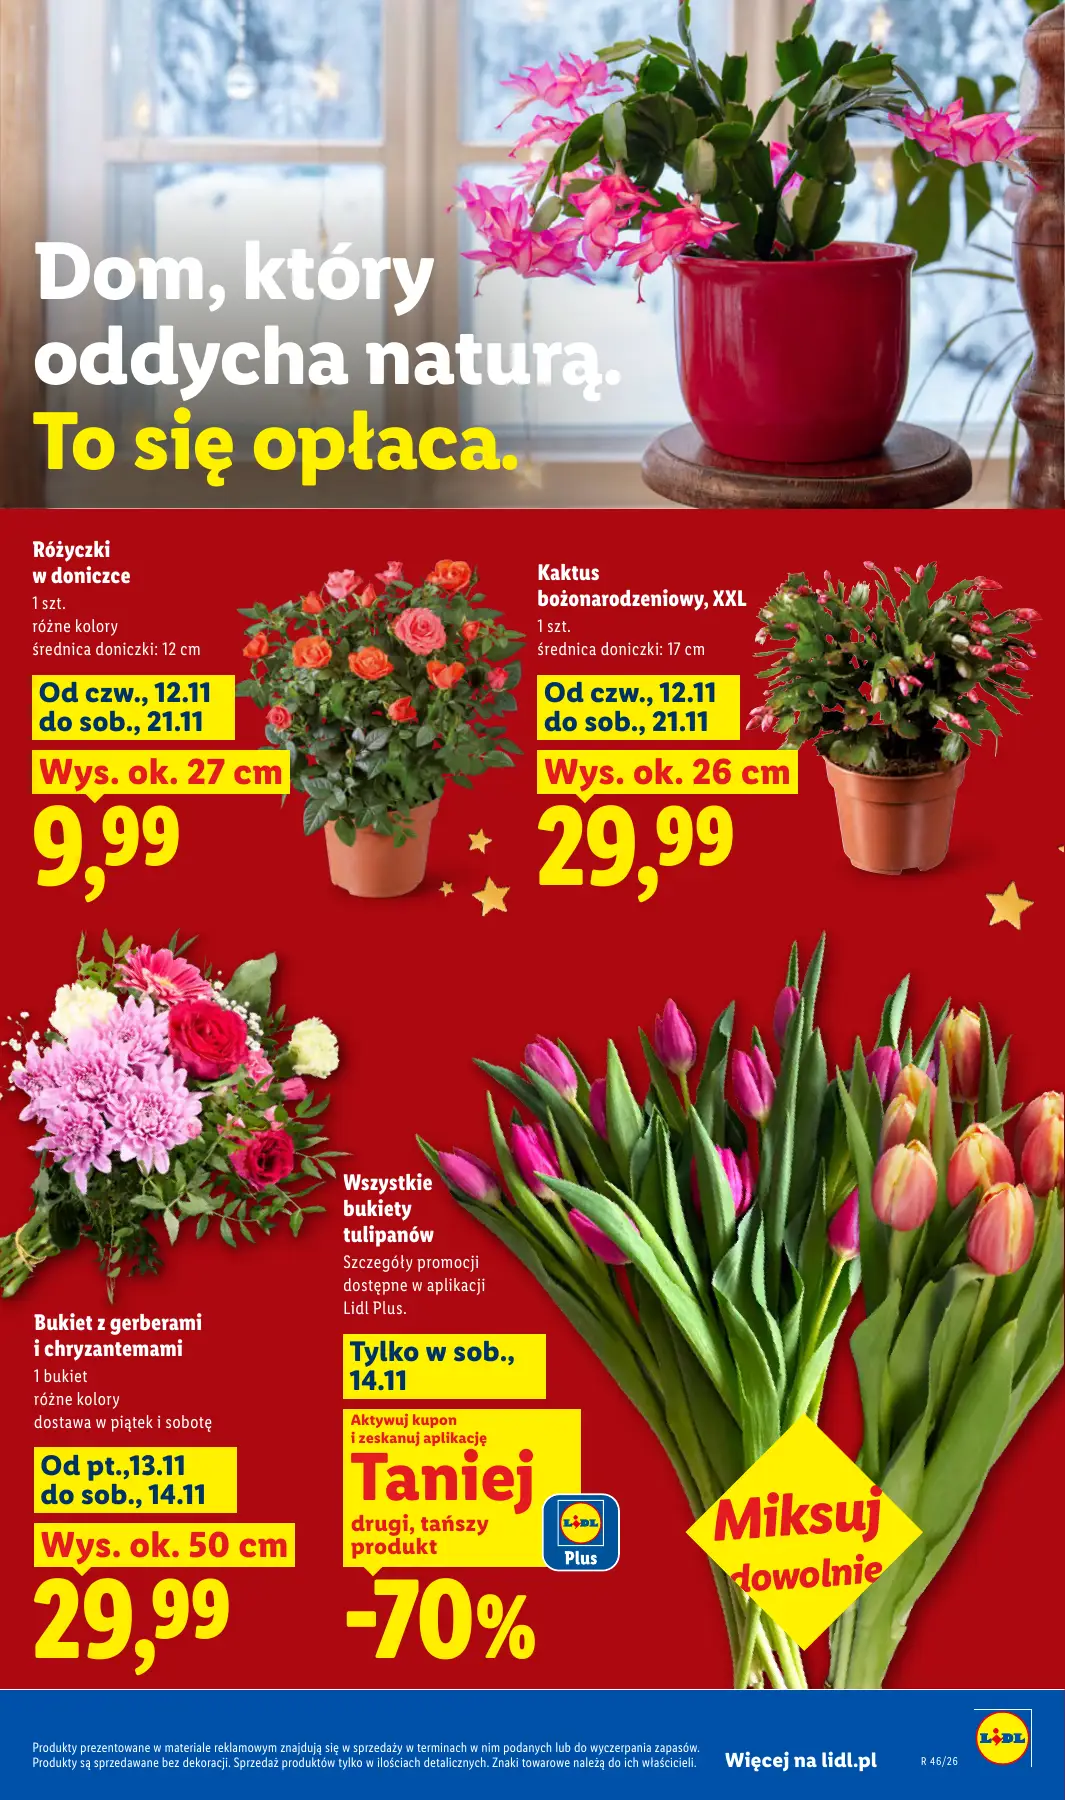 Dom, który
oddycha naturą.
To się opłaca.
Różyczki
w doniczce
1 szt.
różne kolory
średnica doniczki: 12 cm
Od czw., 12.11
do sob., 21.11
Wys. ok. 27 cm
9,99
Kaktus
bożonarodzeniowy, XXL
1 szt.
średnica doniczki: 17 cm
Od czw., 12.11
do sob., 21.11
Wys. ok. 26 cm
29,99
Bukiet z gerberami
i chryzantemami
1 bukiet
różne kolory
dostawa w piątek i sobotę
Od pt.,13.11
do sob., 14.11
Wys. ok. 50 cm
29,99
Wszystkie
bukiety
tulipanów
Szczegóły promocji
dostępne w aplikacji
Lidl Plus.
Tylko w sob.,
14.11
Aktywuj kupon
i zeskanuj aplikację
Taniej
drugi, tańszy
produkt
LIDL
Plus
-70%
Miksuj
dowolnie
Produkty prezentowane w materiale reklamowym znajdują się w sprzedaży w terminach w nim podanych lub do wyczerpania zapasów.
Produkty są sprzedawane bez dekoracji. Sprzedaż produktów tylko w ilościach detalicznych. Znaki towarowe należą do ich właścicieli.
Więcej na lidl.pl
R 46/26
LIDL